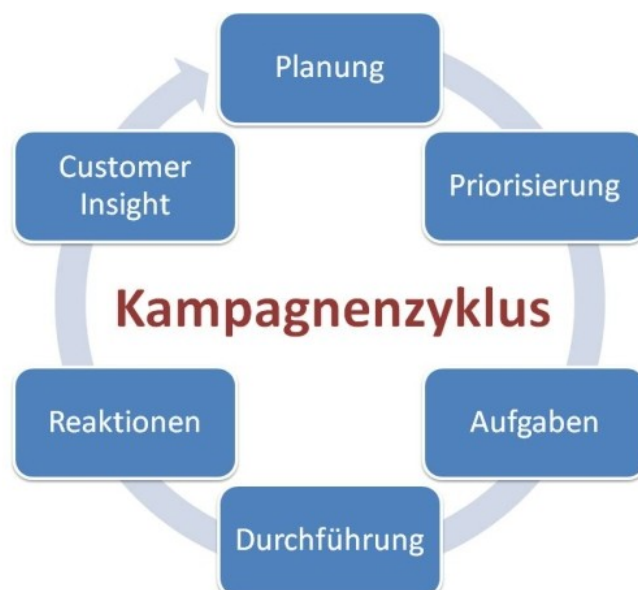 Planung
Priorisierung
Aufgaben
Durchführung
Reaktionen
Customer
Insight
Kampagnenzyklus